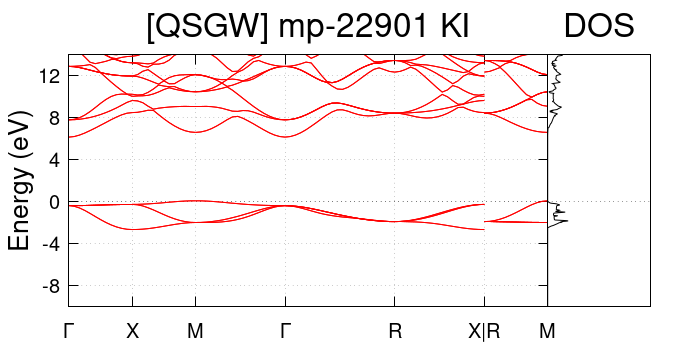 [QSGW] mp-22901 KI DOS
Energy (eV)
12
8
4
0
-4
-8
Γ X M Γ R X|R M